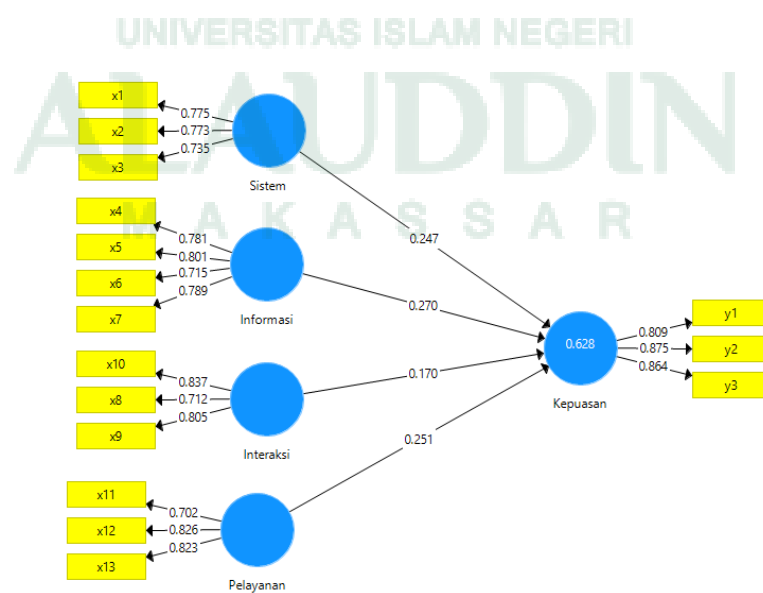 UNIVERSITAS ISLAM NEGERI
ALAUDDIN
MAKASSAR
x1
x2
x3
0.775
0.773
0.735
Sistem
x4
x5
x6
x7
0.781
0.801
0.715
0.789
Informasi
x10
x8
x9
0.837
0.712
0.805
Interaksi
x11
x12
x13
0.702
0.826
0.823
Pelayanan
0.247
0.270
0.170
0.251
0.628
Kepuasan
0.809
0.875
0.864
y1
y2
y3